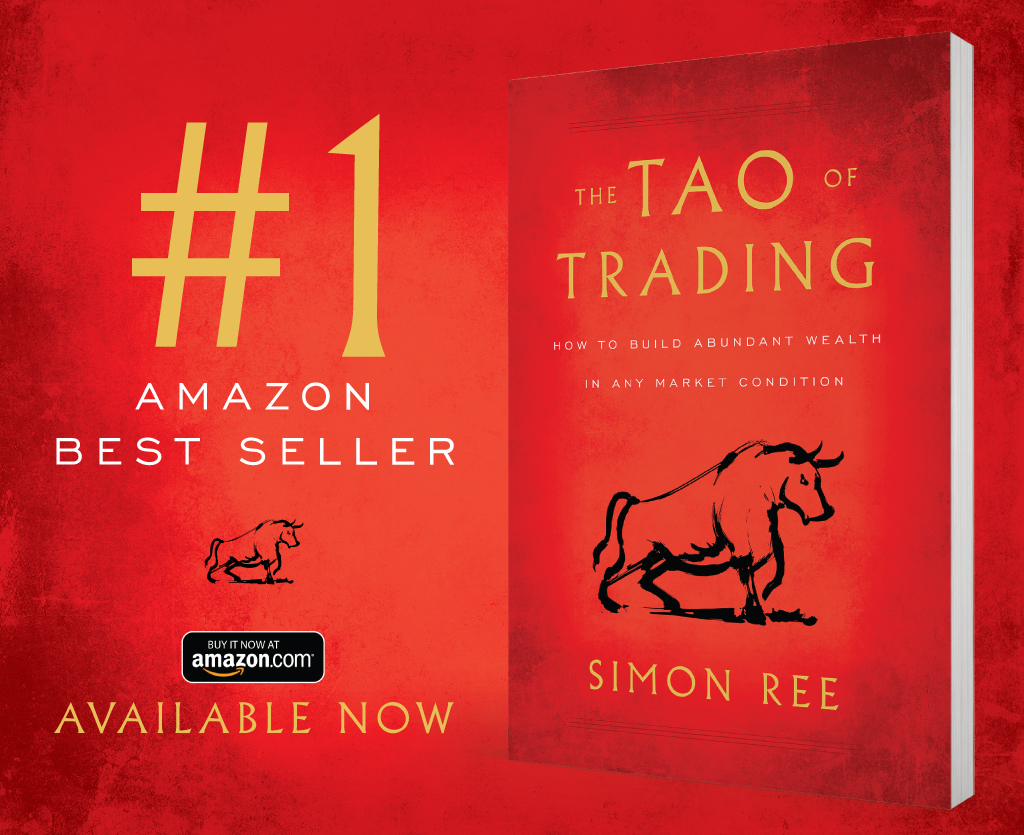 #1
AMAZON
BEST SELLER
BUY IT NOW AT
amazon.com
AVAILABLE NOW
THE TAO OF
TRADING
HOW TO BUILD ABUNDANT WEALTH
IN ANY MARKET CONDITION
SIMON REE